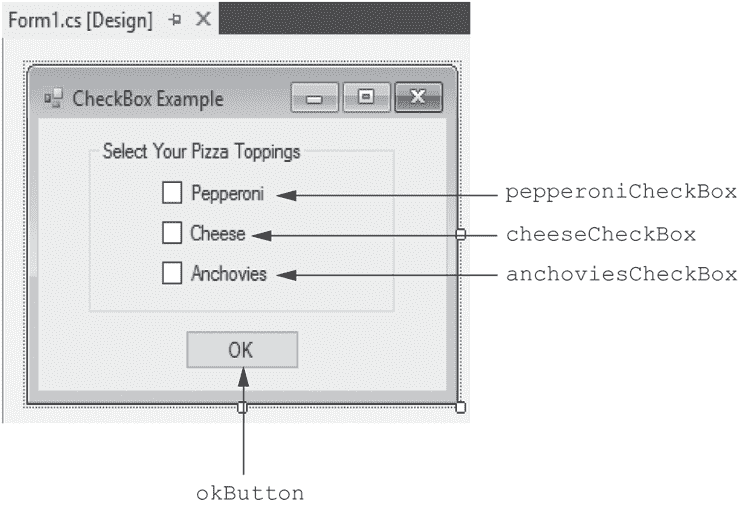 Form1.cs [Design]
CheckBox Example
Select Your Pizza Toppings
Pepperoni
pepperoniCheckBox
Cheese
cheeseCheckBox
Anchovies
anchoviesCheckBox
OK
okButton